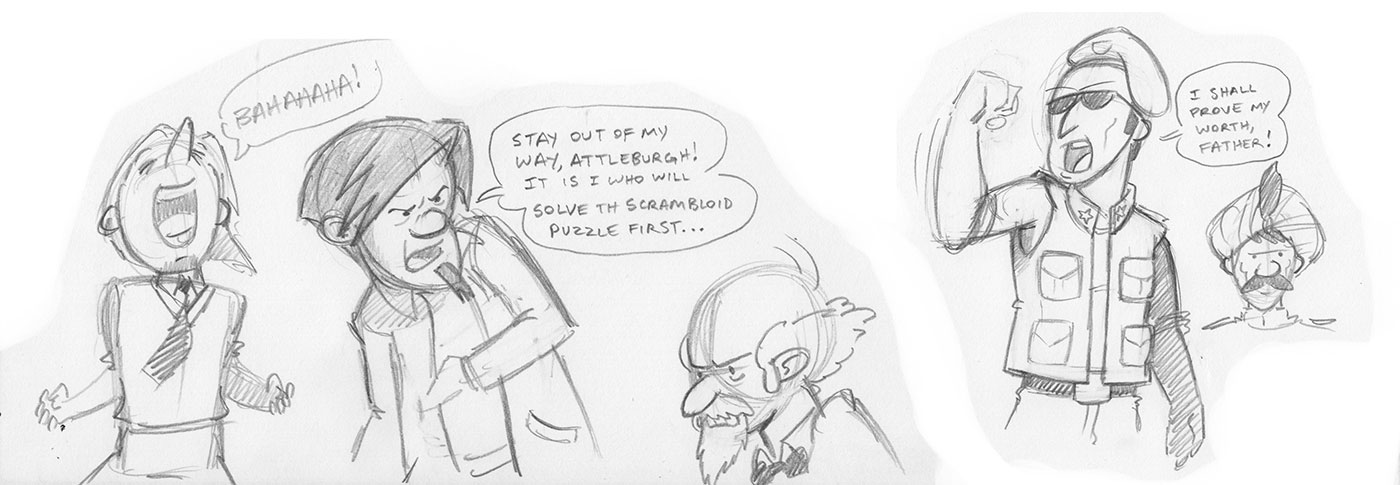 BAHAHAHA!
STAY OUT OF MY
WAY, ATTLEBURGH!
IT IS I WHO WILL
SOLVE TH SCRAMBLOID
PUZZLE FIRST...
I SHALL
PROVE MY
WORTH,
FATHER!